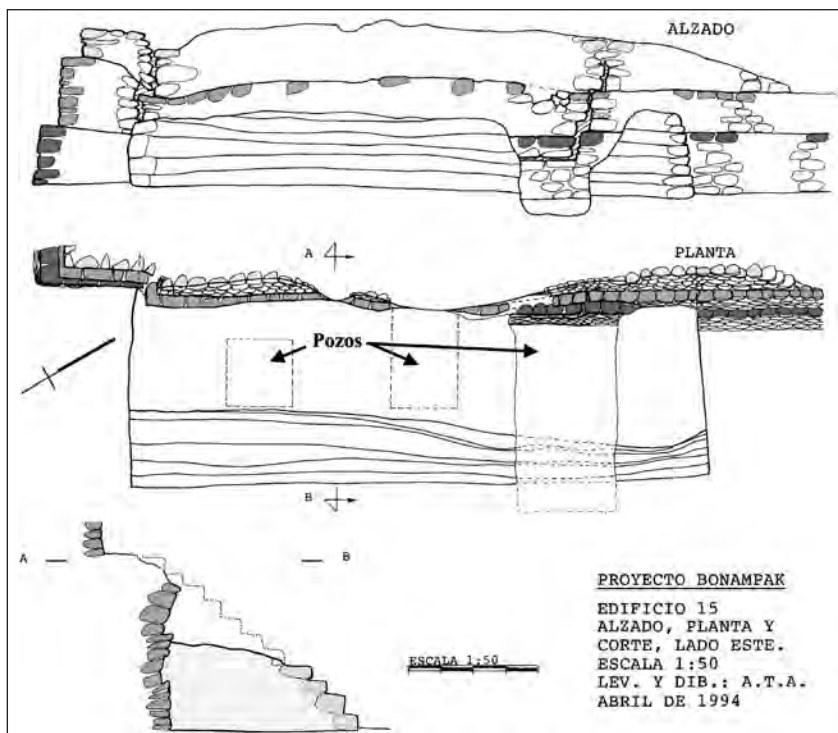 ALZADO
PLANTA
A
Pozos
B
A
B
ESCALA 1:50
PROYECTO BONAMPAK
EDIFICIO 15
ALZADO, PLANTA Y
CORTE, LADO ESTE.
ESCALA 1:50
LEV. Y DIB.: A.T.A.
ABRIL DE 1994